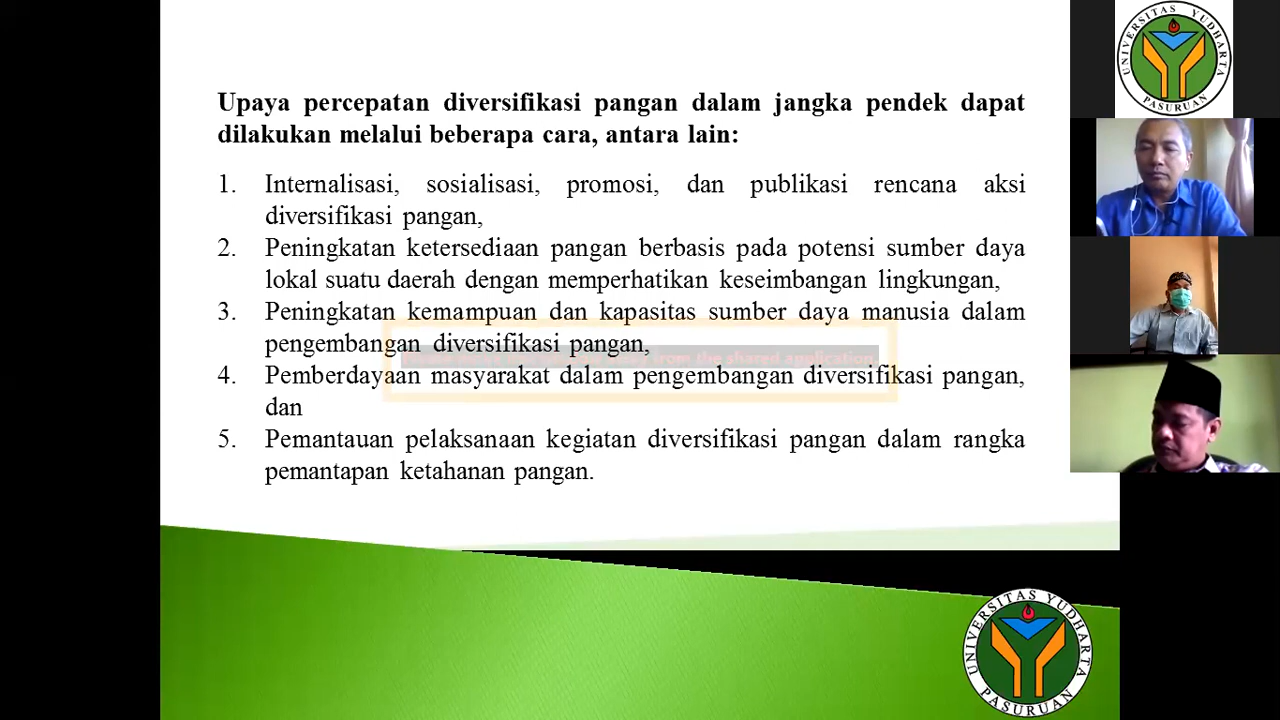 Upaya percepatan diversifikasi pangan dalam jangka pendek dapat
dilakukan melalui beberapa cara, antara lain:
1. Internalisasi, sosialisasi, promosi, dan publikasi rencana aksi
diversifikasi pangan,
2. Peningkatan ketersediaan pangan berbasis pada potensi sumber daya
lokal suatu daerah dengan memperhatikan keseimbangan lingkungan,
3. Peningkatan kemampuan dan kapasitas sumber daya manusia dalam
pengembangan diversifikasi pangan,
from the shared application.
4. Pemberdayaan masyarakat dalam pengembangan diversifikasi pangan,
dan
5. Pemantauan pelaksanaan kegiatan diversifikasi pangan dalam rangka
pemantapan ketahanan pangan.
UNIVERSITAS YUDHARTA
PASURUAN
UNIVERSITAS YUDHARTA
PASURUAN